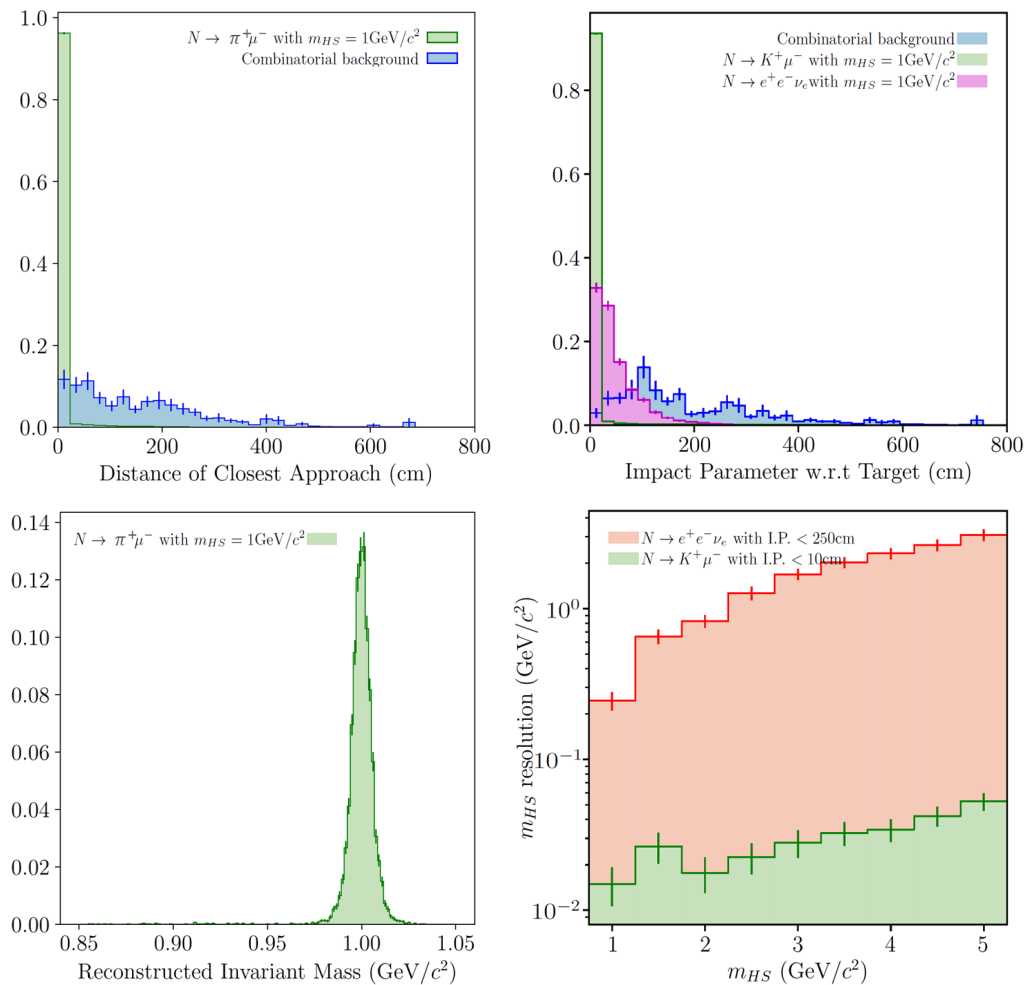 1.0
0.8
0.6
0.4
0.2
0.0
N → π⁺μ⁻ with m_HS = 1GeV/c²
Combinatorial background
0 200 400 600 800
Distance of Closest Approach (cm)
0.8
0.6
0.4
0.2
0.0
Combinatorial background
N → K⁺μ⁻ with m_HS = 1GeV/c²
N → e⁺e⁻ν_e with m_HS = 1GeV/c²
0 200 400 600 800
Impact Parameter w.r.t Target (cm)
0.14
0.12
0.10
0.08
0.06
0.04
0.02
0.00
N → π⁺μ⁻ with m_HS = 1GeV/c²
0.85 0.90 0.95 1.00 1.05
Reconstructed Invariant Mass (GeV/c²)
m_HS resolution (GeV/c²)
10⁰
10⁻¹
10⁻²
N → e⁺e⁻ν_e with I.P. < 250cm
N → K⁺μ⁻ with I.P. < 10cm
1 2 3 4 5
m_HS (GeV/c²)